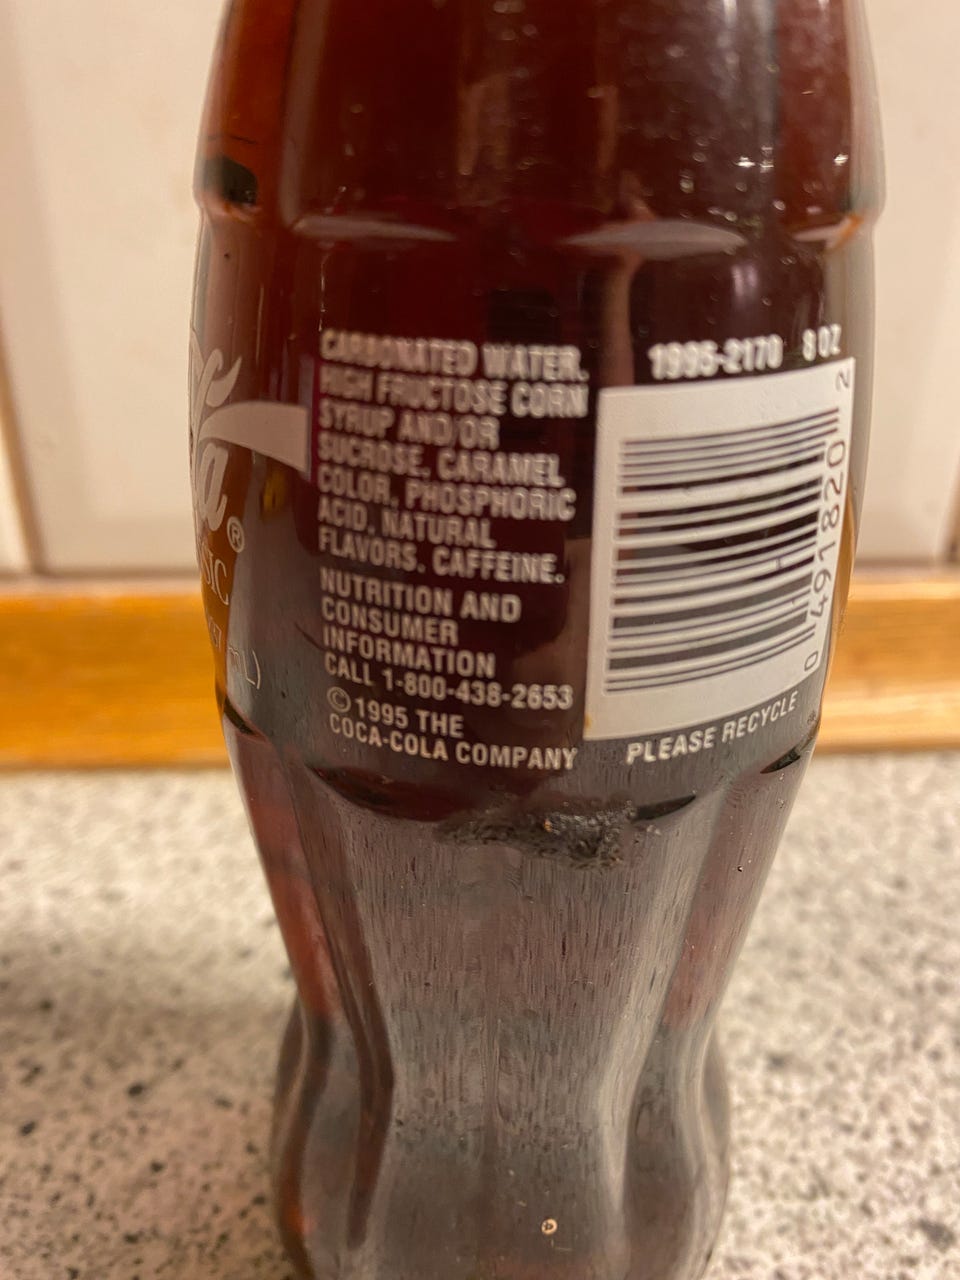 CARBONATED WATER,
HIGH FRUCTOSE CORN
SYRUP AND/OR
SUCROSE, CARAMEL
COLOR, PHOSPHORIC
ACID, NATURAL
FLAVORS, CAFFEINE.
NUTRITION AND
CONSUMER
INFORMATION
CALL 1-800-438-2653
© 1995 THE
COCA-COLA COMPANY
1995-2170 8 OZ
0 491820 2
PLEASE RECYCLE
®
mL)